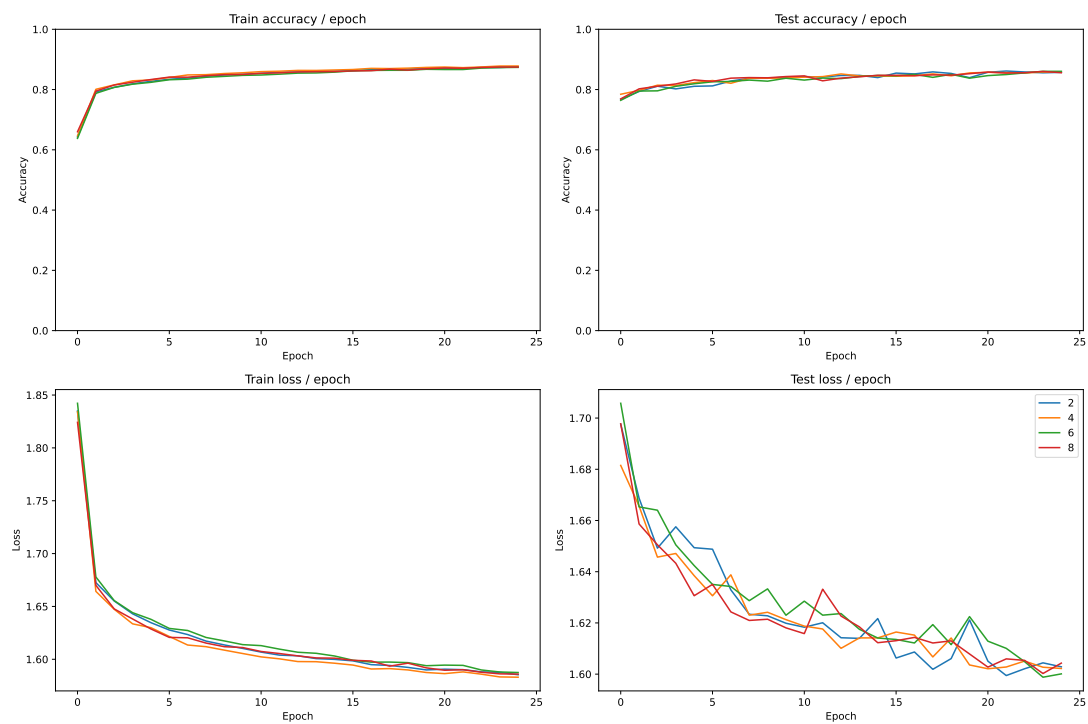 Train accuracy / epoch
1.0
0.8
0.6
0.4
0.2
0.0
Accuracy
0 5 10 15 20 25
Epoch
Test accuracy / epoch
1.0
0.8
0.6
0.4
0.2
0.0
Accuracy
0 5 10 15 20 25
Epoch
Train loss / epoch
1.85
1.80
1.75
1.70
1.65
1.60
Loss
0 5 10 15 20 25
Epoch
Test loss / epoch
1.70
1.68
1.66
1.64
1.62
1.60
Loss
2
4
6
8
0 5 10 15 20 25
Epoch